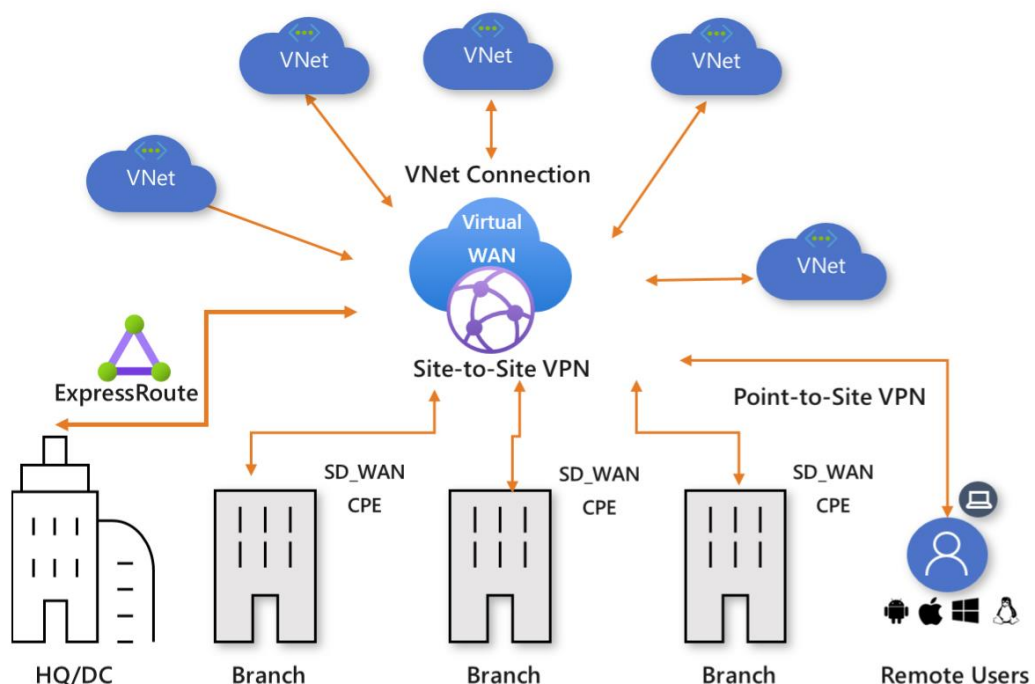 VNet
VNet
VNet
VNet
VNet Connection
Virtual
WAN
VNet
ExpressRoute
Site-to-Site VPN
Point-to-Site VPN
SD_WAN
CPE
SD_WAN
CPE
SD_WAN
CPE
HQ/DC
Branch
Branch
Branch
Remote Users